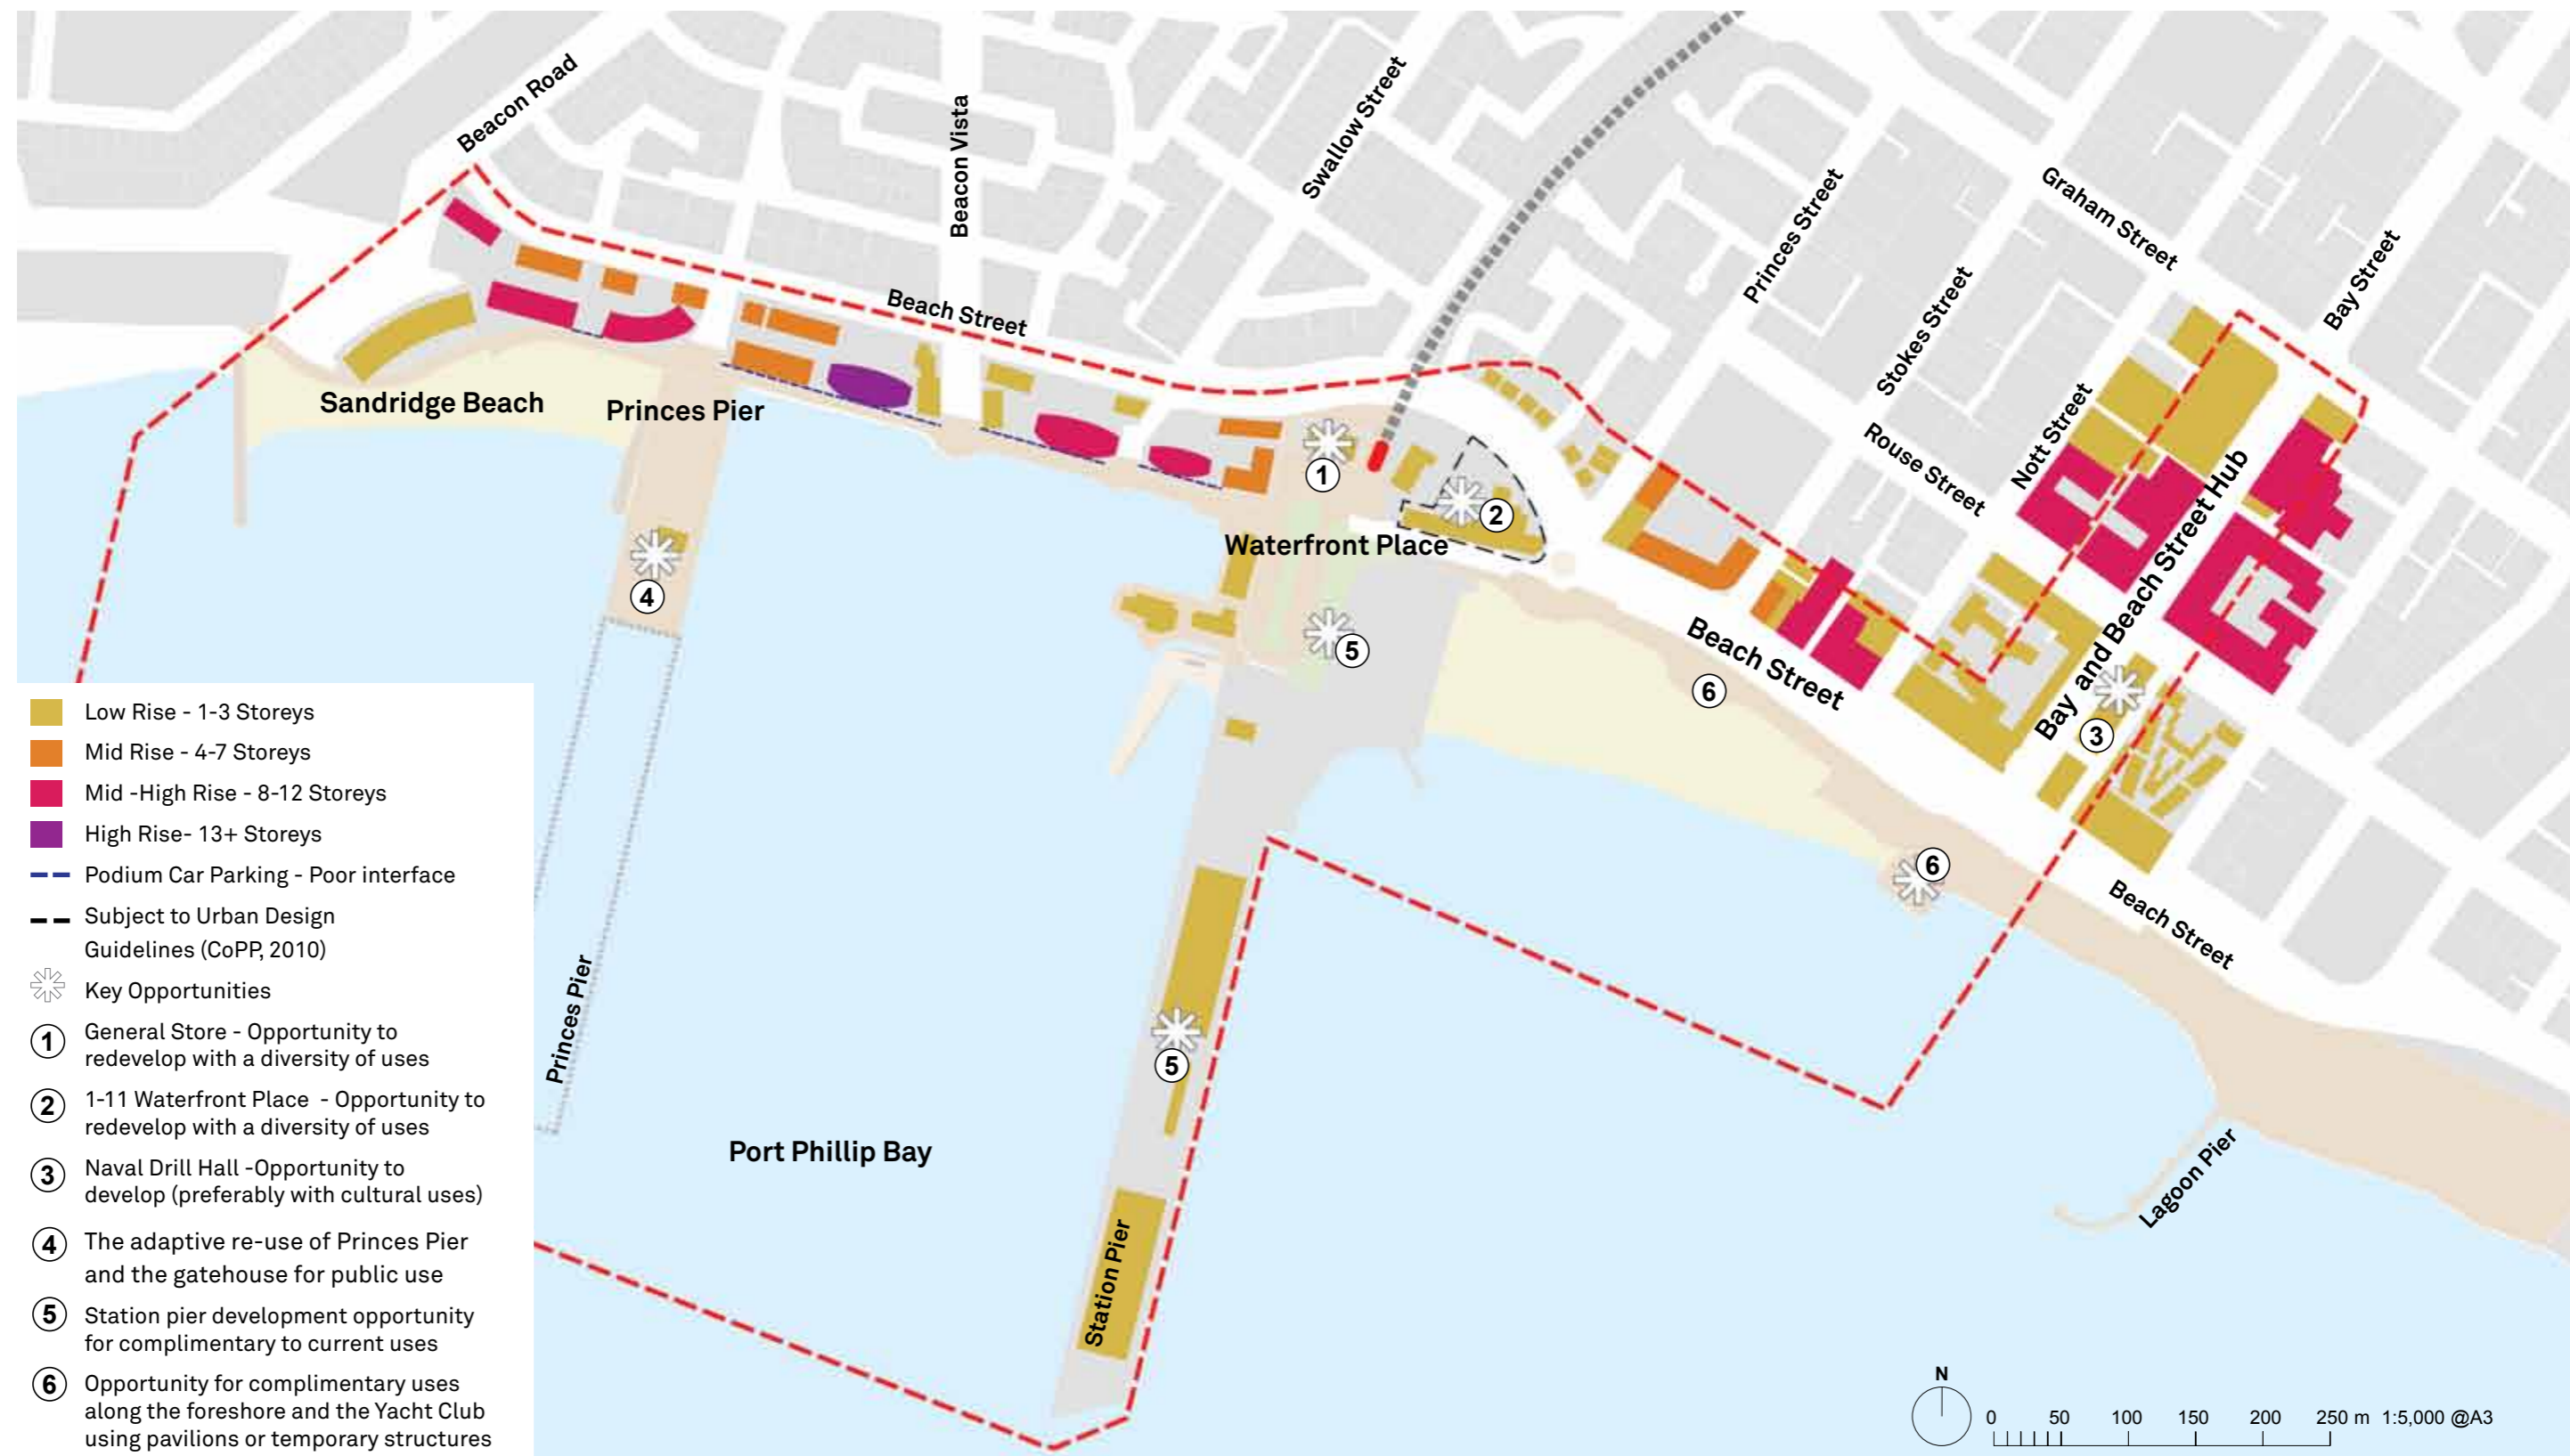 Beacon Road
Beacon Vista
Swallow Street
Princes Street
Graham Street
Bay Street
Stokes Street
Beach Street
Nott Street
Rouse Street
Sandridge Beach
Princes Pier
1
2
Waterfront Place
Bay and Beach Street Hub
4
5
Beach Street
6
3
6
Beach Street
Princes Pier
5
Port Phillip Bay
Station Pier
Lagoon Pier
Low Rise - 1-3 Storeys
Mid Rise - 4-7 Storeys
Mid -High Rise - 8-12 Storeys
High Rise- 13+ Storeys
Podium Car Parking - Poor interface
Subject to Urban Design
Guidelines (CoPP, 2010)
Key Opportunities
1 General Store - Opportunity to
redevelop with a diversity of uses
2 1-11 Waterfront Place - Opportunity to
redevelop with a diversity of uses
3 Naval Drill Hall -Opportunity to
develop (preferably with cultural uses)
4 The adaptive re-use of Princes Pier
and the gatehouse for public use
5 Station pier development opportunity
for complimentary to current uses
6 Opportunity for complimentary uses
along the foreshore and the Yacht Club
using pavilions or temporary structures
N
0 50 100 150 200 250 m 1:5,000 @A3